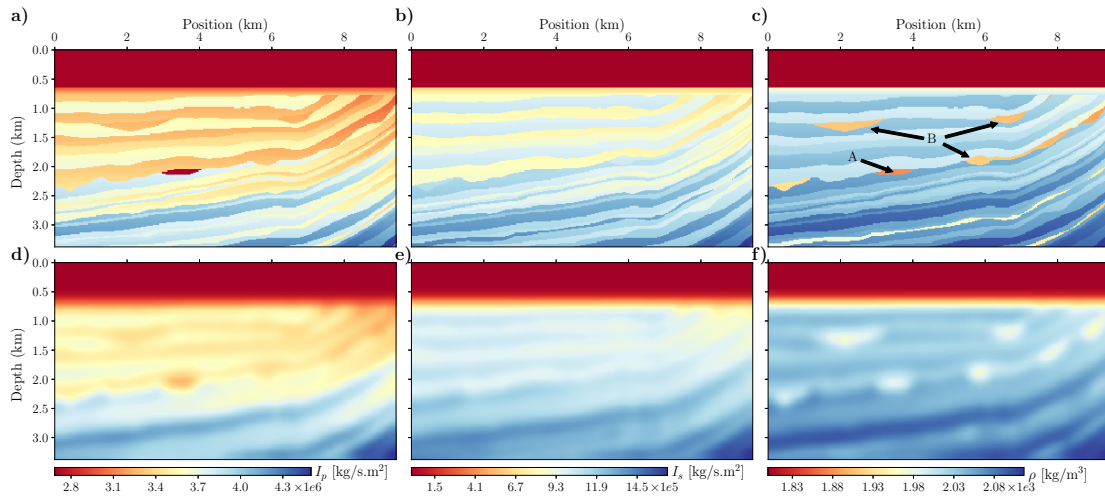 a) b) c)
Position (km) Position (km) Position (km)
0 2 4 6 8 0 2 4 6 8 0 2 4 6 8
0.0
0.5
1.0
1.5
2.0
2.5
3.0
Depth (km)
B
A
d) e) f)
0.0
0.5
1.0
1.5
2.0
2.5
3.0
Depth (km)
I_p [kg/s.m²] I_s [kg/s.m²] ρ [kg/m³]
2.8 3.1 3.4 3.7 4.0 4.3 ×1e6 1.5 4.1 6.7 9.3 11.9 14.5 ×1e5 1.83 1.88 1.93 1.98 2.03 2.08 ×1e3